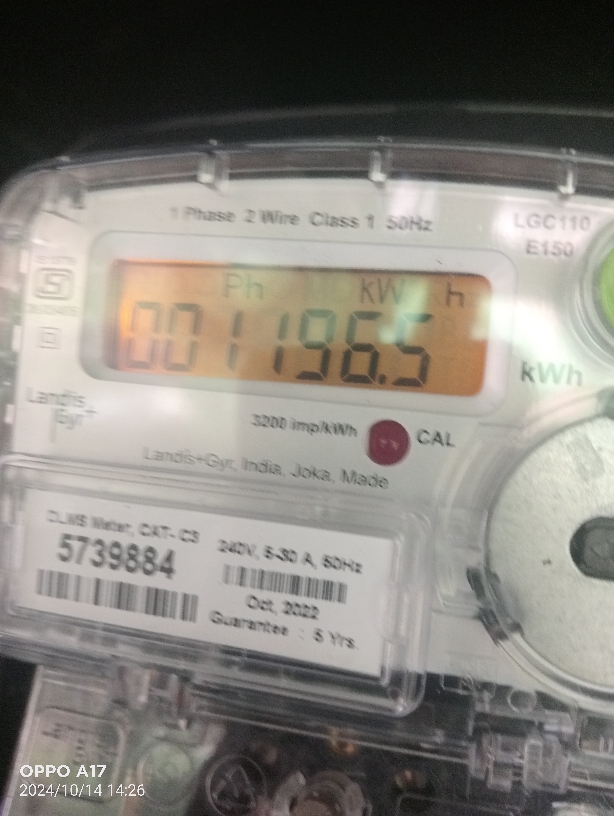 1 Phase 2 Wire Class 1 50Hz
LGC110
E150
Ph kW h
001196.5
kWh
Landis
Gyr+
3200 imp/kWh
CAL
Landis+Gyr, India, Joka, Made
DLMS Meter, CAT- C3
5739884
240V, 5-30 A, 50Hz
Oct, 2022
Guarantee : 5 Yrs.
OPPO A17
2024/10/14 14:26